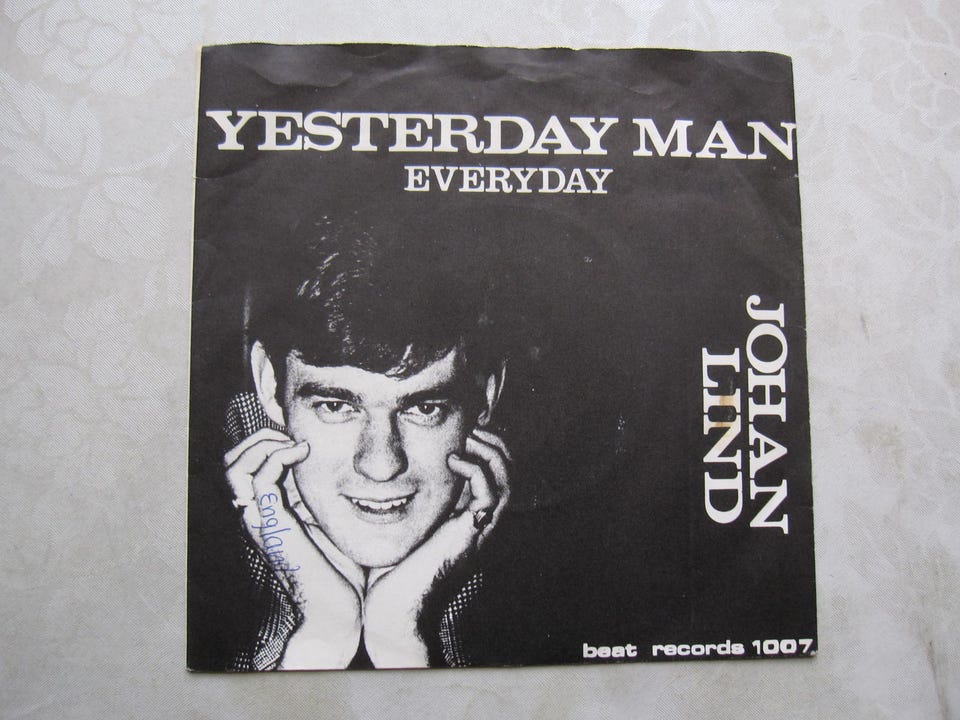 YESTERDAY MAN
EVERYDAY
JOHAN
LIND
England
beat records 1007